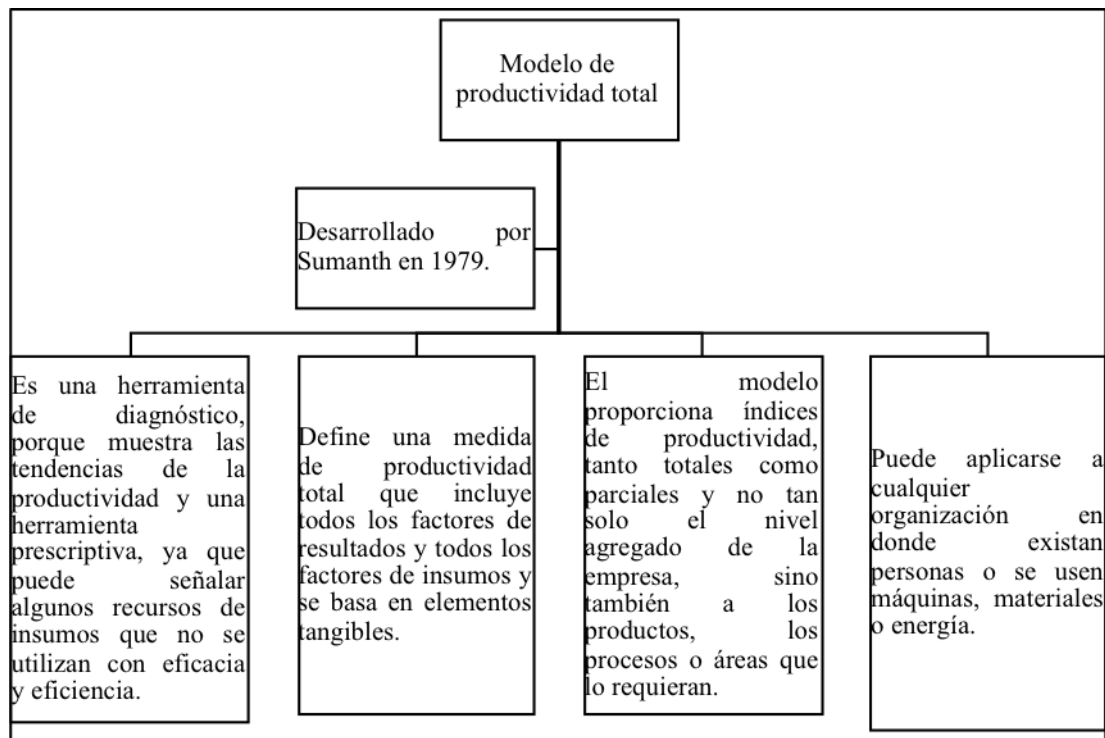 Modelo de
productividad total
Desarrollado por
Sumanth en 1979.
Es una herramienta
de diagnóstico,
porque muestra las
tendencias de la
productividad y una
herramienta
prescriptiva, ya que
puede señalar
algunos recursos de
insumos que no se
utilizan con eficacia
y eficiencia.
Define una medida
de productividad
total que incluye
todos los factores de
resultados y todos los
factores de insumos y
se basa en elementos
tangibles.
El modelo
proporciona índices
de productividad,
tanto totales como
parciales y no tan
solo el nivel
agregado de la
empresa, sino
también a los
productos, los
procesos o áreas que
lo requieran.
Puede aplicarse a
cualquier
organización en
donde existan
personas o se usen
máquinas, materiales
o energía.